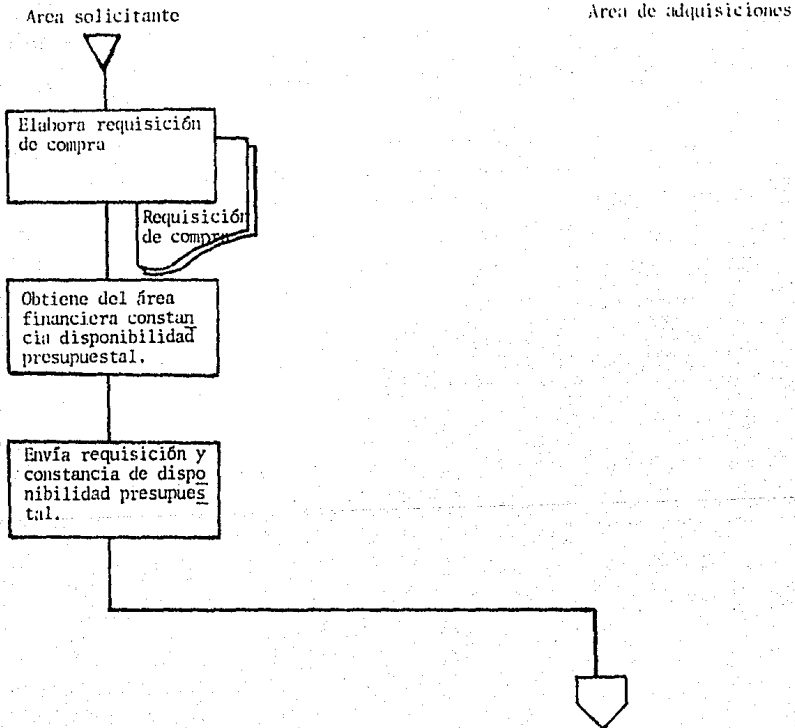 Area solicitante
Area de adquisiciones
Elabora requisición
de compra
Requisición
de compra
Obtiene del área
financiera constan
cia disponibilidad
presupuestal.
Envía requisición y
constancia de dispo
nibilidad presupues
tal.